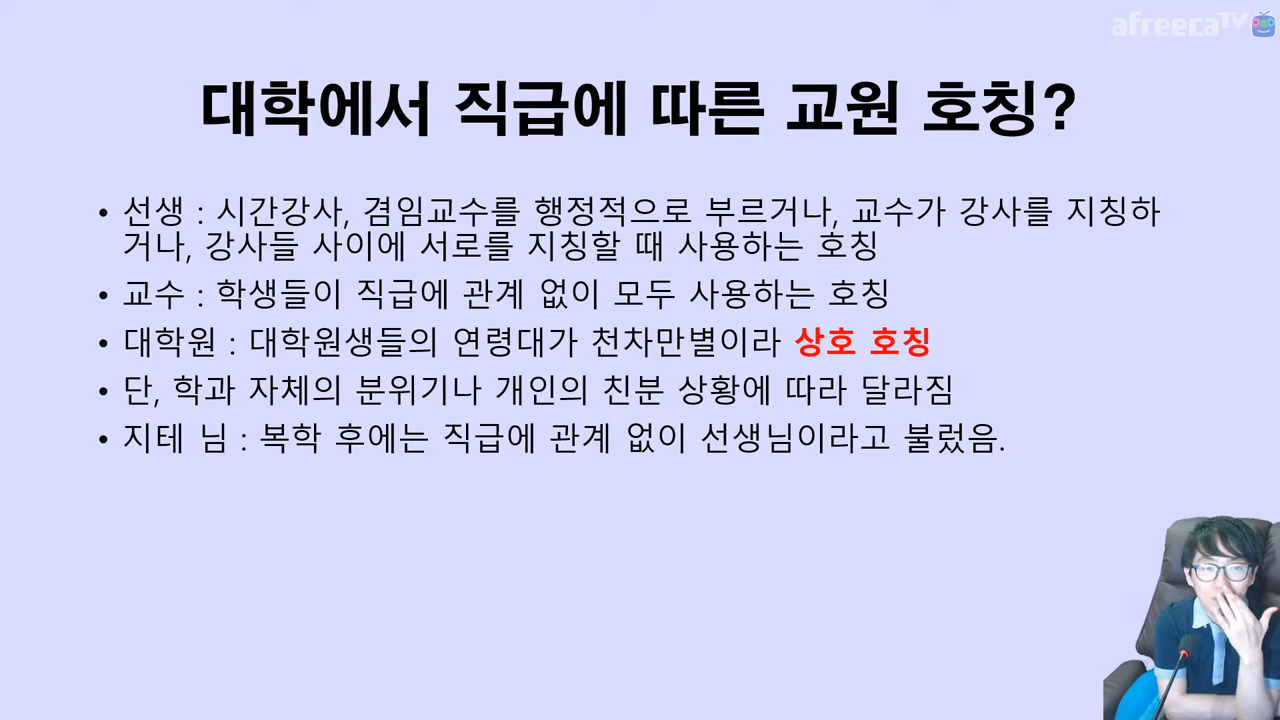 afreecaTV
대학에서 직급에 따른 교원 호칭?
• 선생 : 시간강사, 겸임교수를 행정적으로 부르거나, 교수가 강사를 지칭하
거나, 강사들 사이에 서로를 지칭할 때 사용하는 호칭
• 교수 : 학생들이 직급에 관계 없이 모두 사용하는 호칭
• 대학원 : 대학원생들의 연령대가 천차만별이라 상호 호칭
• 단, 학과 자체의 분위기나 개인의 친분 상황에 따라 달라짐
• 지테 님 : 복학 후에는 직급에 관계 없이 선생님이라고 불렀음.